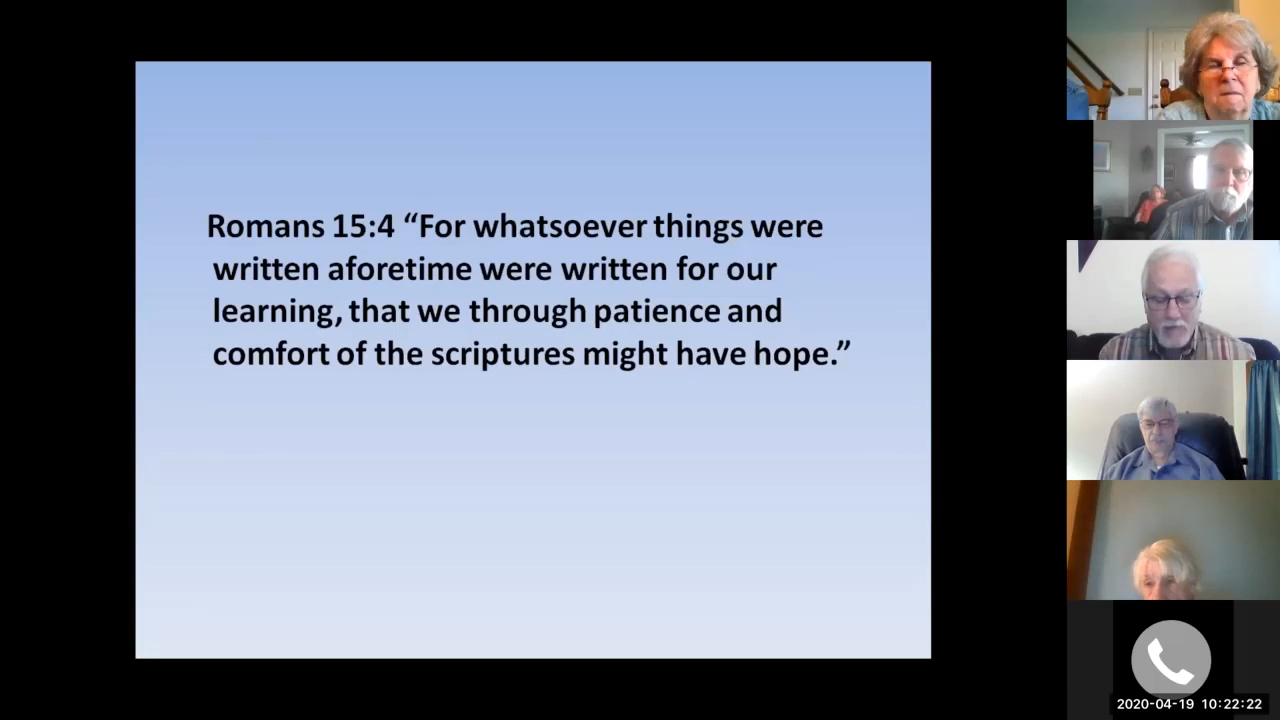 Romans 15:4 “For whatsoever things were
written aforetime were written for our
learning, that we through patience and
comfort of the scriptures might have hope.”
2020-04-19 10:22:22